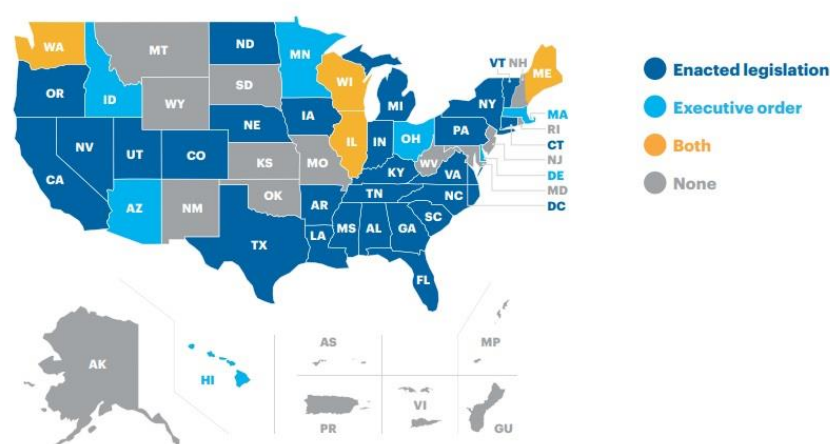 WA
MT
ND
MN
VT NH
ME
OR
ID
WY
SD
WI
MI
NY
MA
RI
CT
NJ
DE
MD
DC
NV
UT
CO
NE
IA
IL
IN
OH
PA
WV
VA
CA
KS
MO
KY
NC
TN
SC
AZ
NM
OK
AR
TX
LA
MS
AL
GA
FL
AK
HI
AS
MP
PR
VI
GU
Enacted legislation
Executive order
Both
None